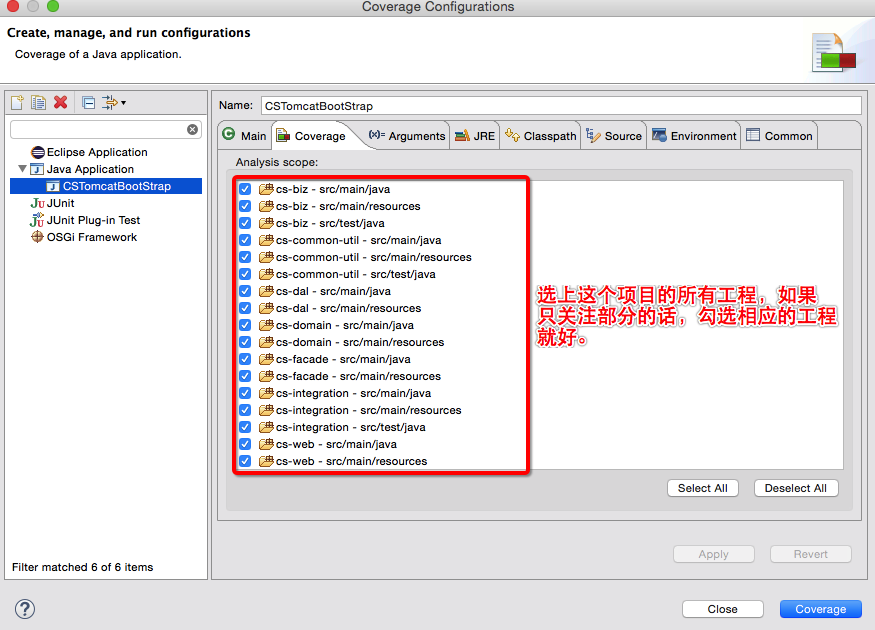 Coverage Configurations
Create, manage, and run configurations
Coverage of a Java application.
Eclipse Application
Java Application
CSTomcatBootStrap
JUnit
JUnit Plug-in Test
OSGi Framework
Filter matched 6 of 6 items
Name: CSTomcatBootStrap
Main Coverage (x)= Arguments JRE Classpath Source Environment Common
Analysis scope:
cs-biz - src/main/java
cs-biz - src/main/resources
cs-biz - src/test/java
cs-common-util - src/main/java
cs-common-util - src/main/resources
cs-common-util - src/test/java
cs-dal - src/main/java
cs-dal - src/main/resources
cs-domain - src/main/java
cs-domain - src/main/resources
cs-facade - src/main/java
cs-facade - src/main/resources
cs-integration - src/main/java
cs-integration - src/main/resources
cs-integration - src/test/java
cs-web - src/main/java
cs-web - src/main/resources
选上这个项目的所有工程，如果
只关注部分的话，勾选相应的工程
就好。
Select All Deselect All
Apply Revert
? Close Coverage